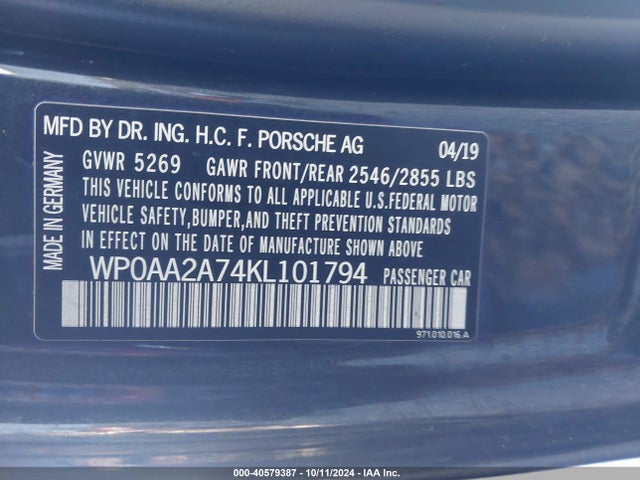 MFD BY DR. ING. H.C. F. PORSCHE AG 04/19
GVWR 5269 GAWR FRONT/REAR 2546/2855 LBS
THIS VEHICLE CONFORMS TO ALL APPLICABLE U.S.FEDERAL MOTOR
VEHICLE SAFETY,BUMPER,AND THEFT PREVENTION STANDARDS
IN EFFECT ON THE DATE OF MANUFACTURE SHOWN ABOVE.
WP0AA2A74KL101794 PASSENGER CAR
971.010.016.A
MADE IN GERMANY
000-40579387 - 10/11/2024 - IAA Inc.